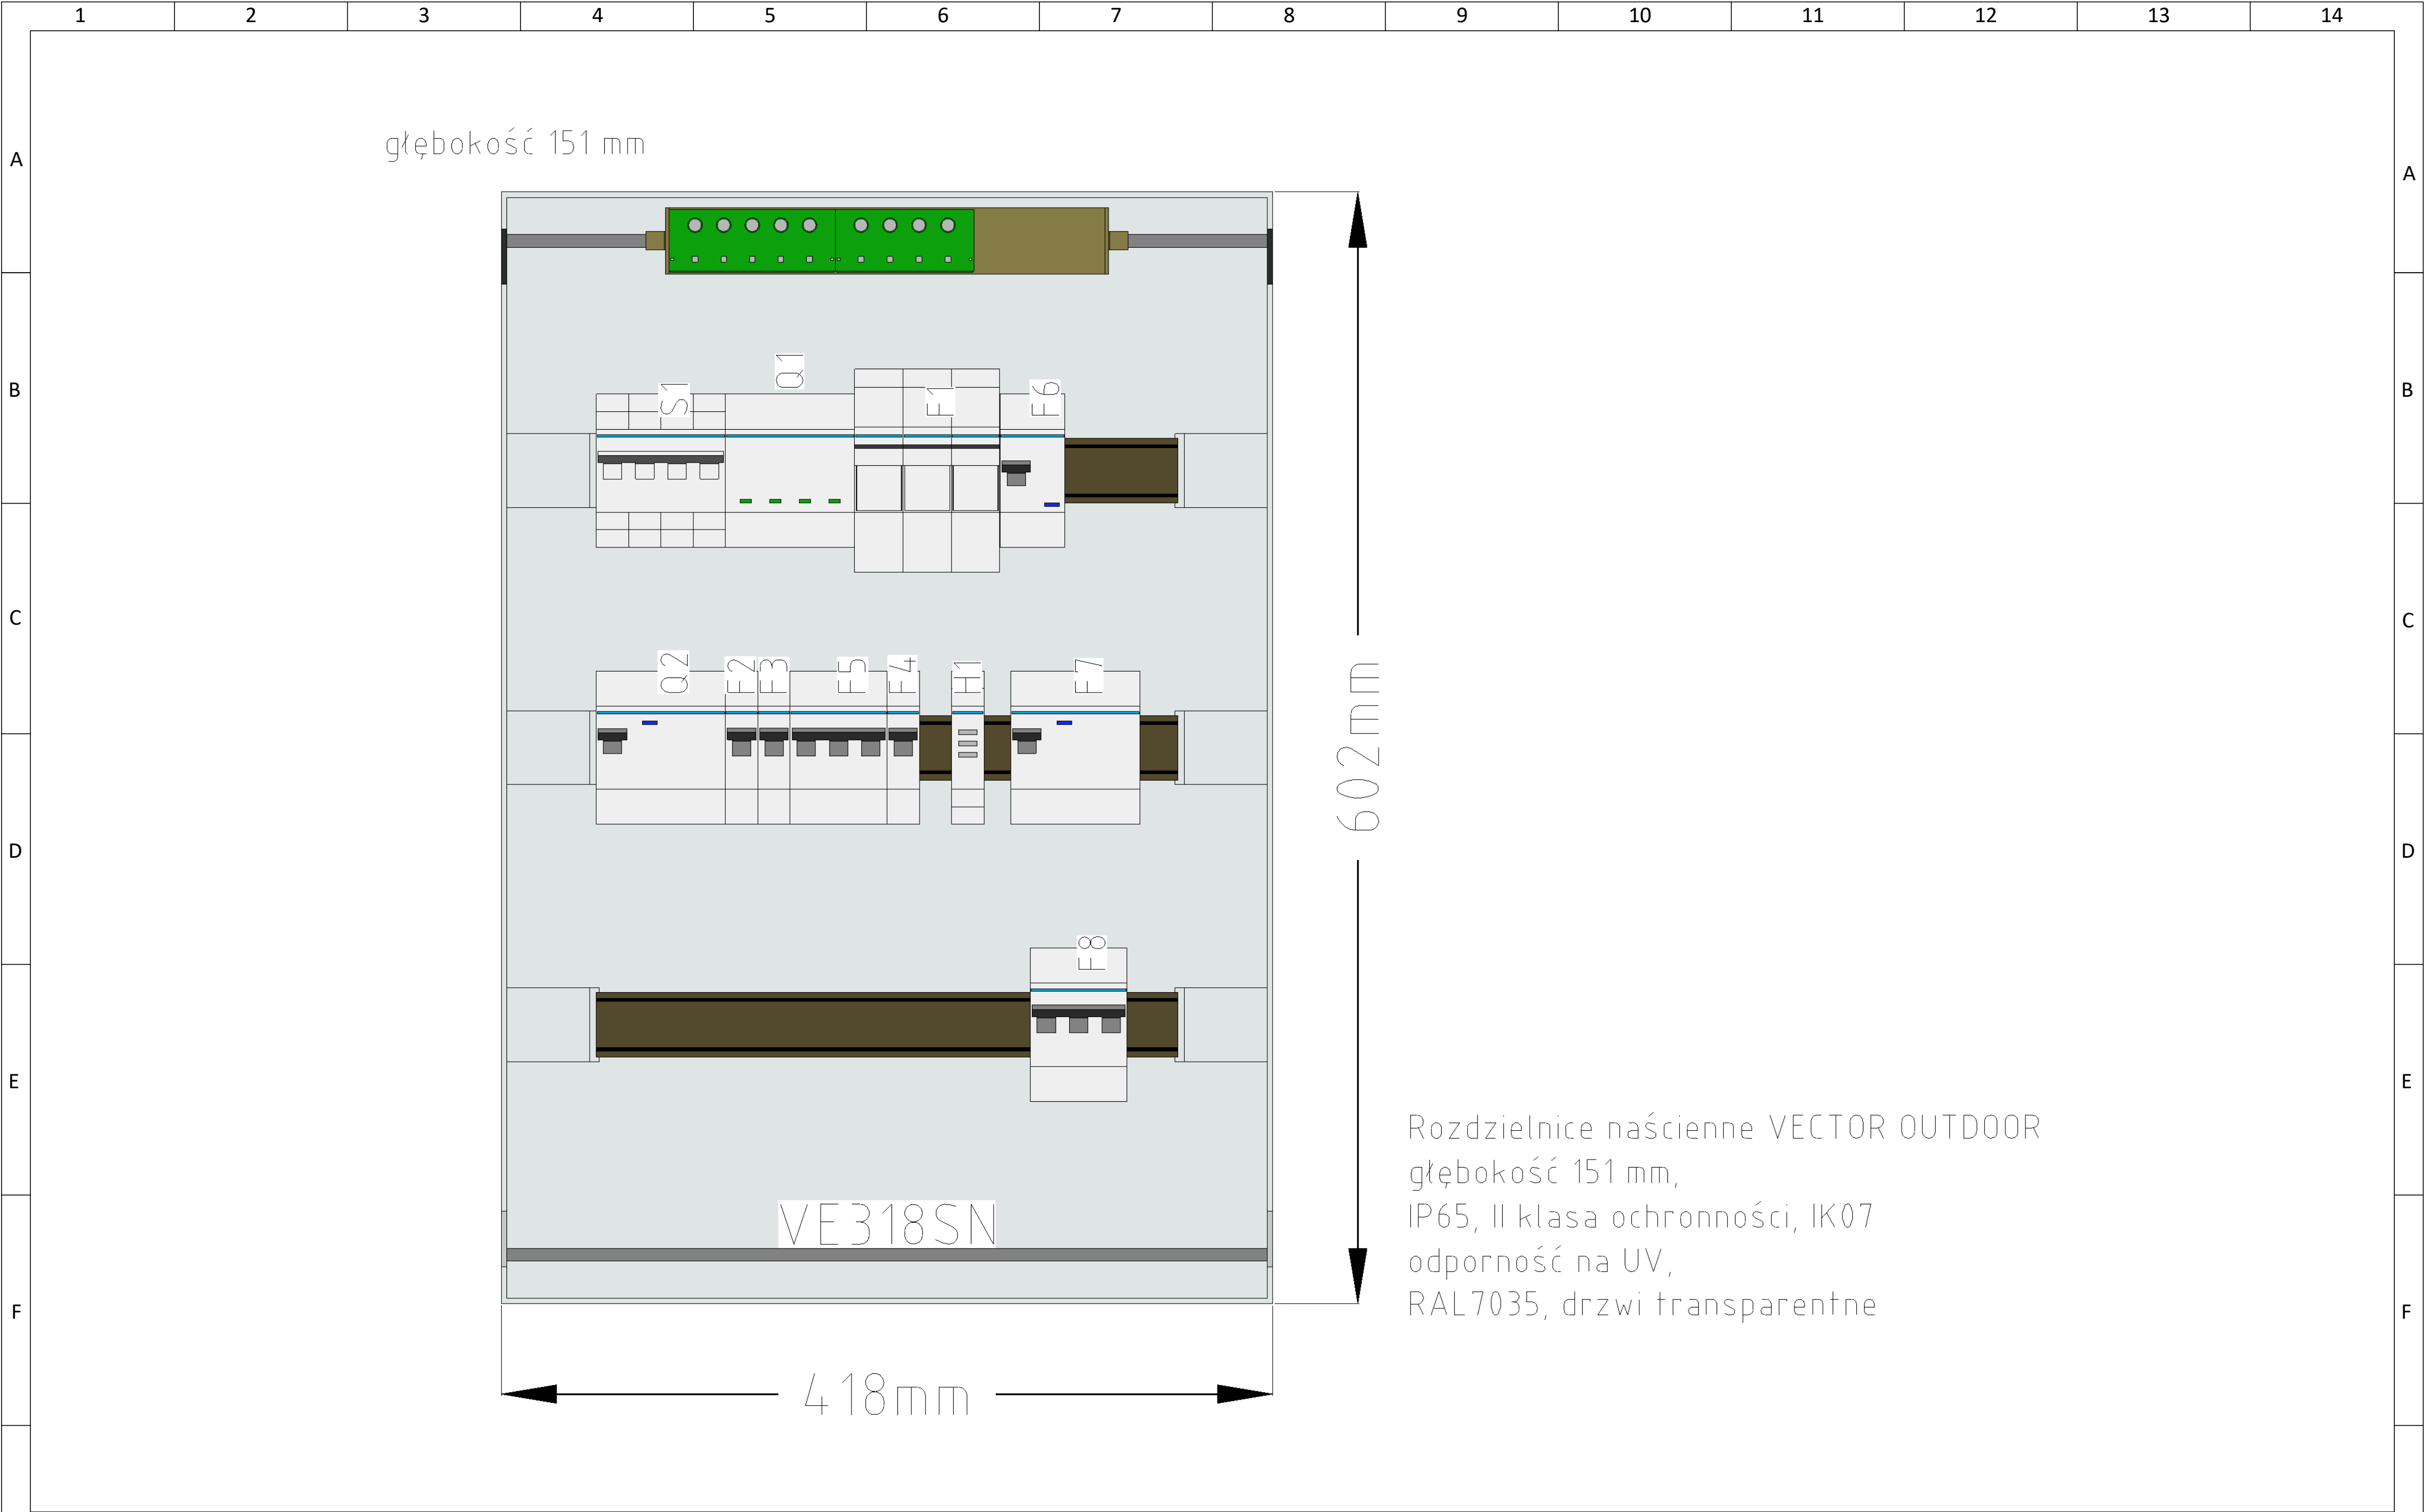 1 2 3 4 5 6 7 8 9 10 11 12 13 14
głębokość 151 mm
A A
B B
S1 Q1 F1 F6
C C
Q2 F2 F3 F5 F4 H1 F7
602mm
D D
F8
E E
Rozdzielnice naścienne VECTOR OUTDOOR
głębokość 151 mm,
IP65, II klasa ochronności, IK07
odporność na UV,
RAL7035, drzwi transparentne
VE318SN
F F
418mm